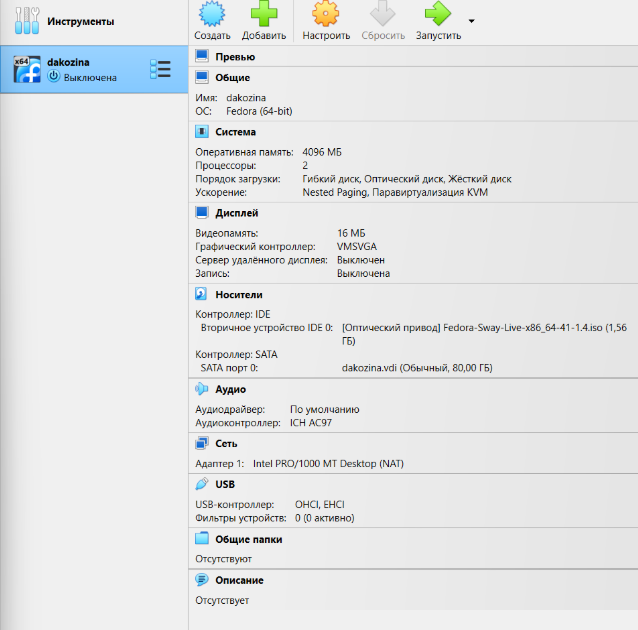 Инструменты
Создать Добавить Настроить Сбросить Запустить
x64 dakozina
Выключена
Превью
Общие
Имя: dakozina
ОС: Fedora (64-bit)
Система
Оперативная память: 4096 МБ
Процессоры: 2
Порядок загрузки: Гибкий диск, Оптический диск, Жёсткий диск
Ускорение: Nested Paging, Паравиртуализация KVM
Дисплей
Видеопамять: 16 МБ
Графический контроллер: VMSVGA
Сервер удалённого дисплея: Выключен
Запись: Выключена
Носители
Контроллер: IDE
Вторичное устройство IDE 0: [Оптический привод] Fedora-Sway-Live-x86_64-41-1.4.iso (1,56
ГБ)
Контроллер: SATA
SATA порт 0: dakozina.vdi (Обычный, 80,00 ГБ)
Аудио
Аудиодрайвер: По умолчанию
Аудиоконтроллер: ICH AC97
Сеть
Адаптер 1: Intel PRO/1000 MT Desktop (NAT)
USB
USB-контроллер: OHCI, EHCI
Фильтры устройств: 0 (0 активно)
Общие папки
Отсутствуют
Описание
Отсутствует